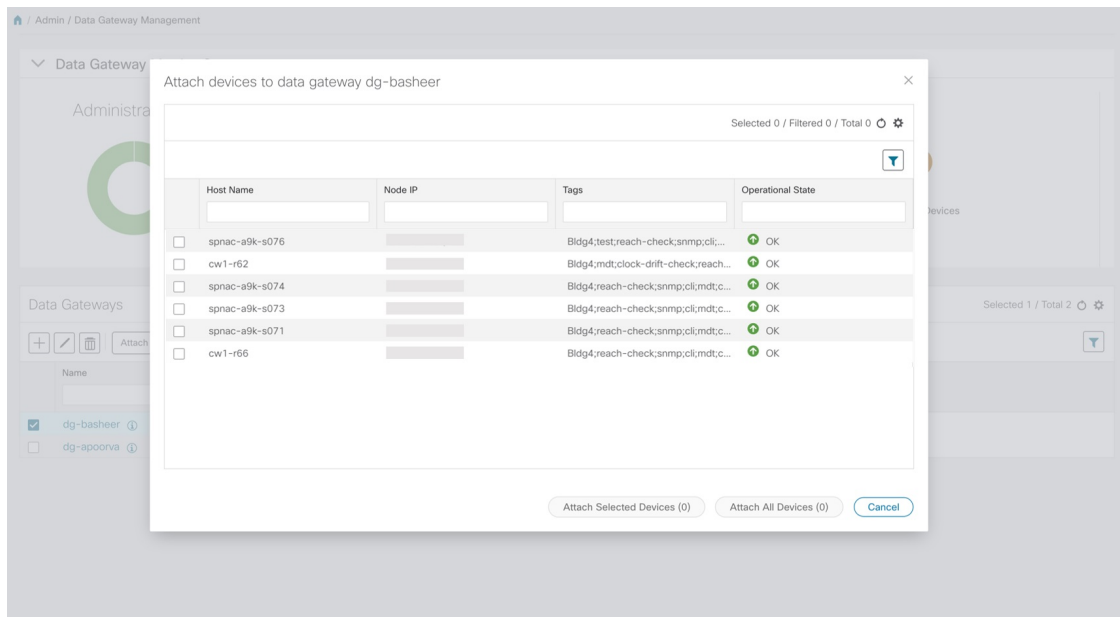 / Admin / Data Gateway Management
Data Gateway
Attach devices to data gateway dg-basheer
Administra
Selected 0 / Filtered 0 / Total 0
Devices
Host Name Node IP Tags Operational State
spnac-a9k-s076 Bldg4;test;reach-check;snmp;cli;... OK
cw1-r62 Bldg4;mdt;clock-drift-check;reach... OK
spnac-a9k-s074 Bldg4;reach-check;snmp;cli;mdt;c... OK
spnac-a9k-s073 Bldg4;reach-check;snmp;cli;mdt;c... OK
spnac-a9k-s071 Bldg4;reach-check;snmp;cli;mdt;c... OK
cw1-r66 Bldg4;reach-check;snmp;cli;mdt;c... OK
Data Gateways
Selected 1 / Total 2
Attach
Name
dg-basheer
dg-apoorva
Attach Selected Devices (0) Attach All Devices (0) Cancel